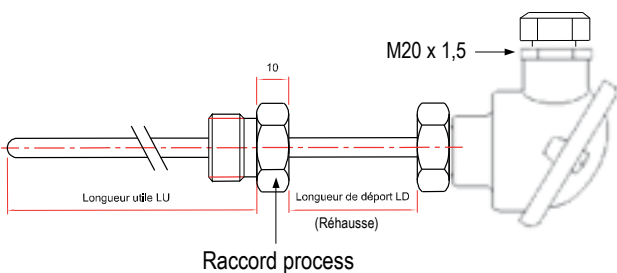 M20 x 1,5
10
Longueur utile LU
Longueur de déport LD
(Réhausse)
Raccord process